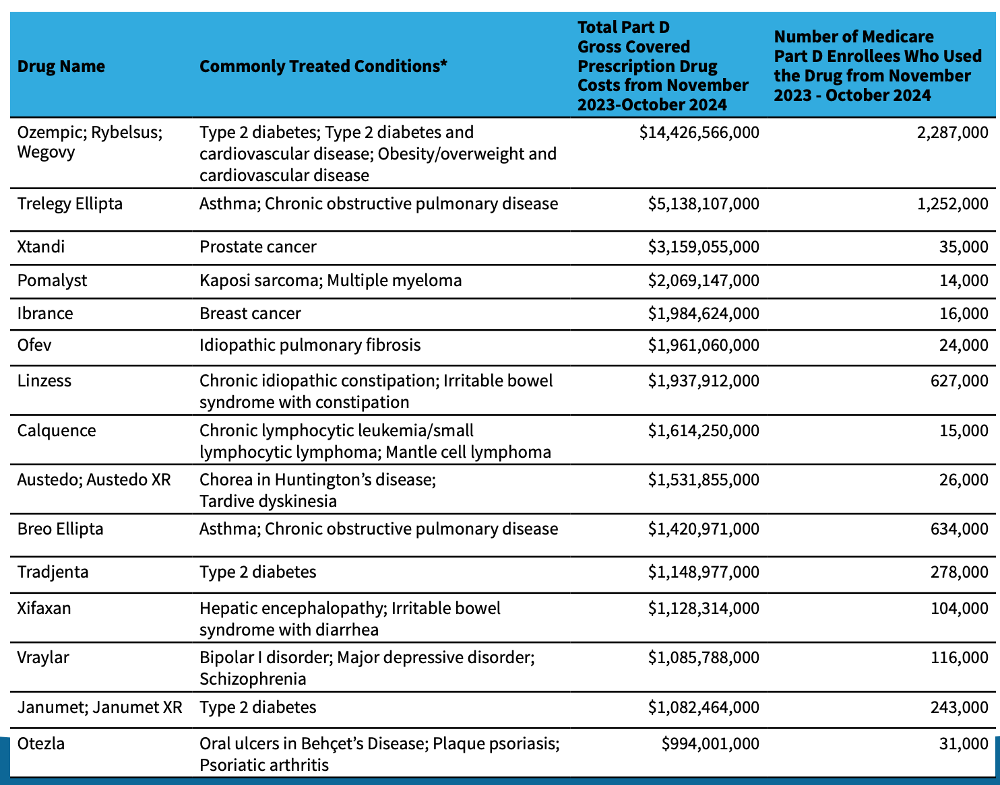 Drug Name
Commonly Treated Conditions*
Total Part D
Gross Covered
Prescription Drug
Costs from November
2023-October 2024
Number of Medicare
Part D Enrollees Who Used
the Drug from November
2023 - October 2024
Ozempic; Rybelsus;
Wegovy
Type 2 diabetes; Type 2 diabetes and
cardiovascular disease; Obesity/overweight and
cardiovascular disease
$14,426,566,000
2,287,000
Trelegy Ellipta
Asthma; Chronic obstructive pulmonary disease
$5,138,107,000
1,252,000
Xtandi
Prostate cancer
$3,159,055,000
35,000
Pomalyst
Kaposi sarcoma; Multiple myeloma
$2,069,147,000
14,000
Ibrance
Breast cancer
$1,984,624,000
16,000
Ofev
Idiopathic pulmonary fibrosis
$1,961,060,000
24,000
Linzess
Chronic idiopathic constipation; Irritable bowel
syndrome with constipation
$1,937,912,000
627,000
Calquence
Chronic lymphocytic leukemia/small
lymphocytic lymphoma; Mantle cell lymphoma
$1,614,250,000
15,000
Austedo; Austedo XR
Chorea in Huntington’s disease;
Tardive dyskinesia
$1,531,855,000
26,000
Breo Ellipta
Asthma; Chronic obstructive pulmonary disease
$1,420,971,000
634,000
Tradjenta
Type 2 diabetes
$1,148,977,000
278,000
Xifaxan
Hepatic encephalopathy; Irritable bowel
syndrome with diarrhea
$1,128,314,000
104,000
Vraylar
Bipolar I disorder; Major depressive disorder;
Schizophrenia
$1,085,788,000
116,000
Janumet; Janumet XR
Type 2 diabetes
$1,082,464,000
243,000
Otezla
Oral ulcers in Behçet’s Disease; Plaque psoriasis;
Psoriatic arthritis
$994,001,000
31,000